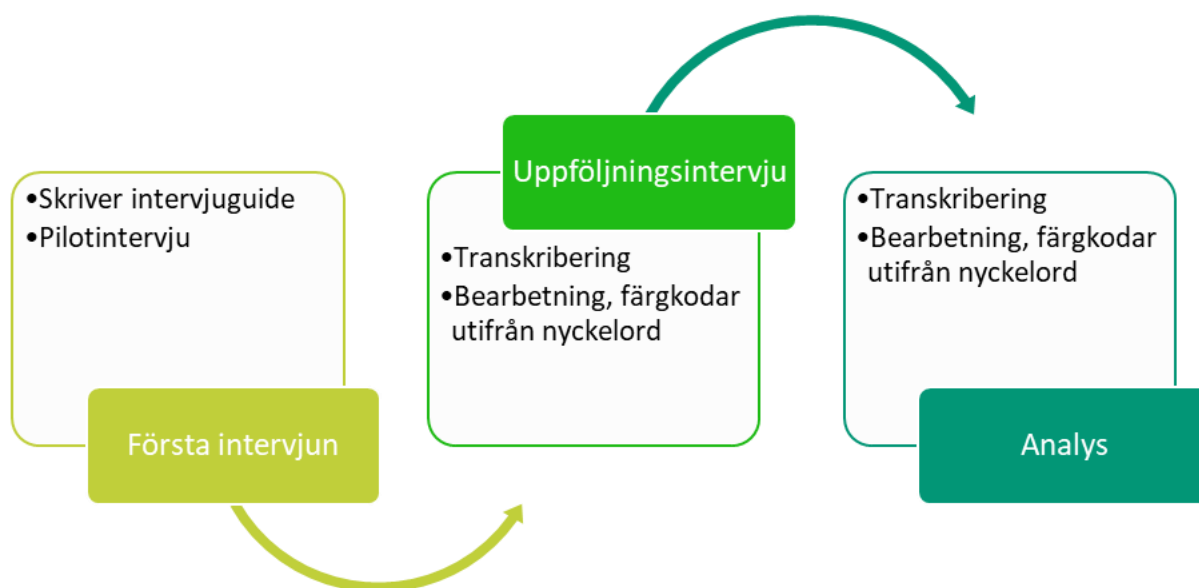 •Skriver intervjuguide
•Pilotintervju
Första intervjun
Uppföljningsintervju
•Transkribering
•Bearbetning, färgkodar
utifrån nyckelord
•Transkribering
•Bearbetning, färgkodar
utifrån nyckelord
Analys